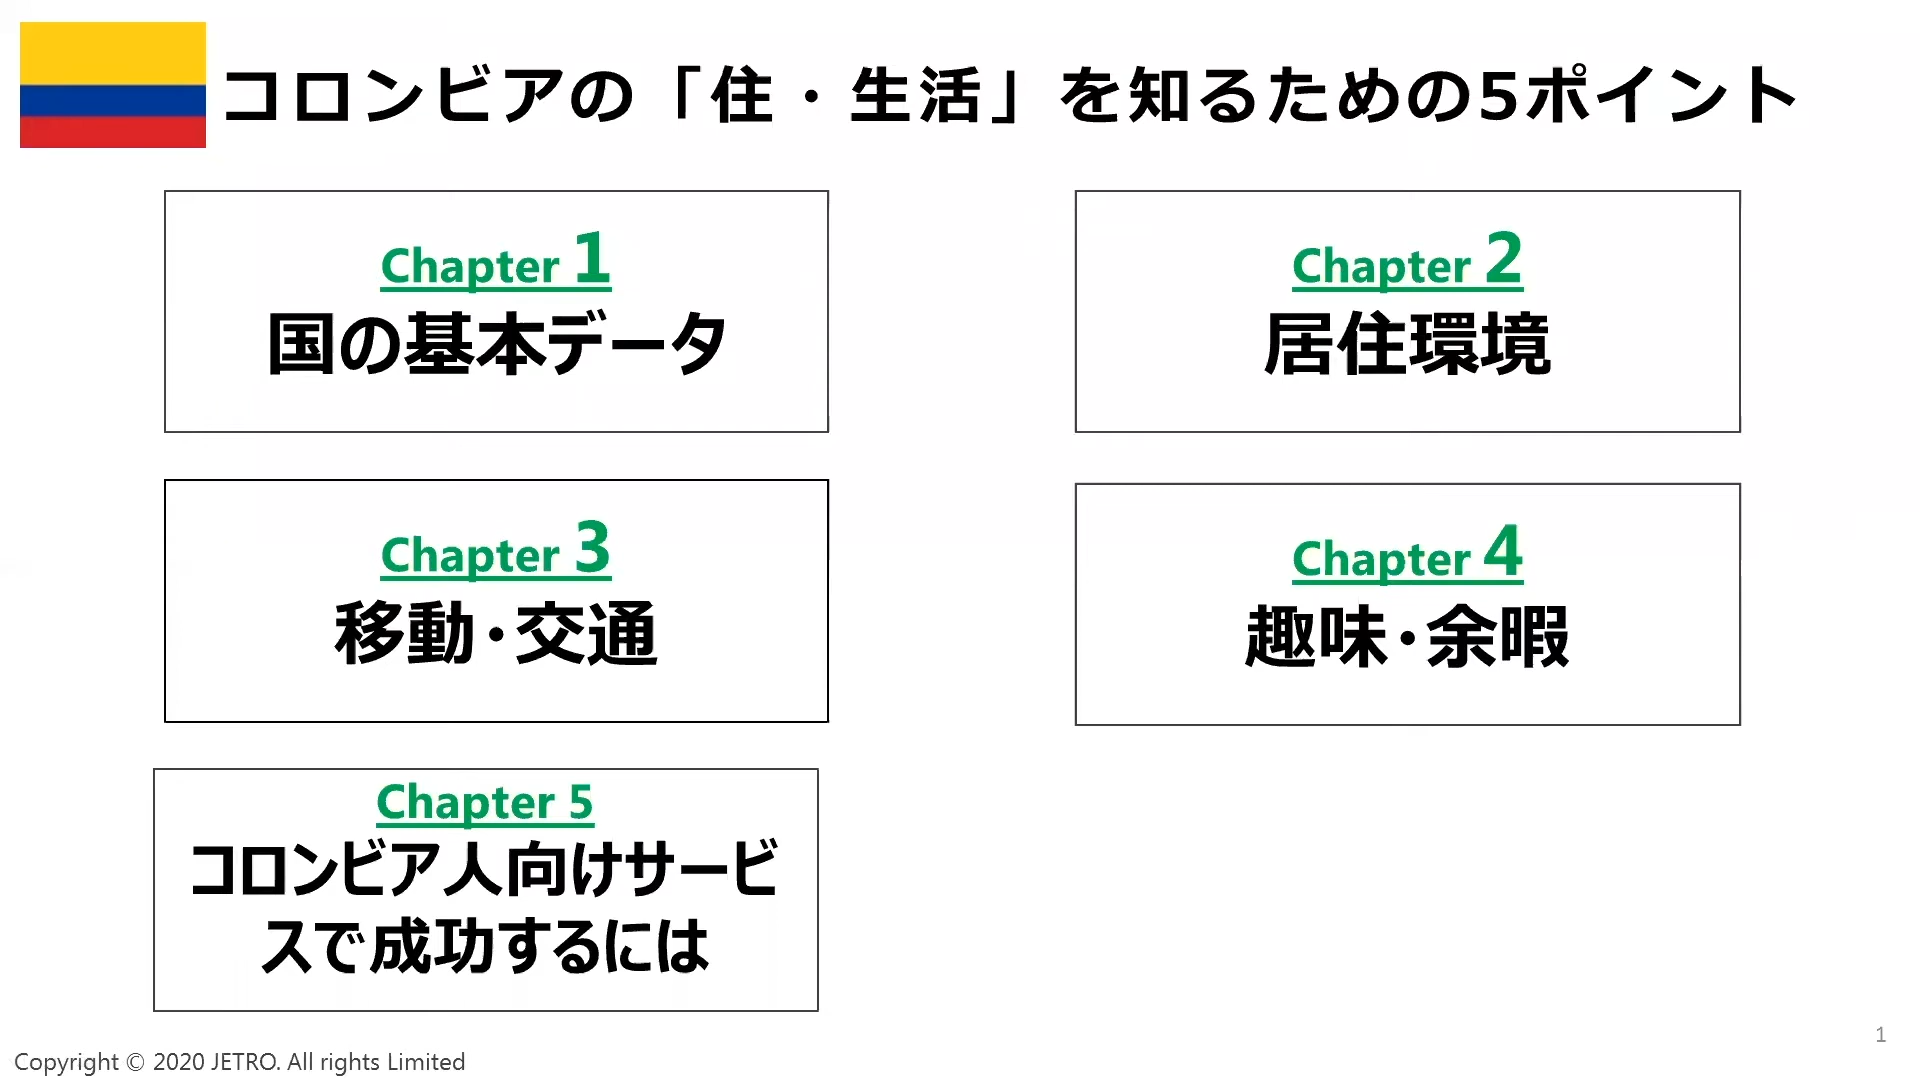 コロンビアの「住・生活」を知るための5ポイント
Chapter 1
国の基本データ
Chapter 2
居住環境
Chapter 3
移動・交通
Chapter 4
趣味・余暇
Chapter 5
コロンビア人向けサービ
スで成功するには
1
Copyright © 2020 JETRO. All rights Limited